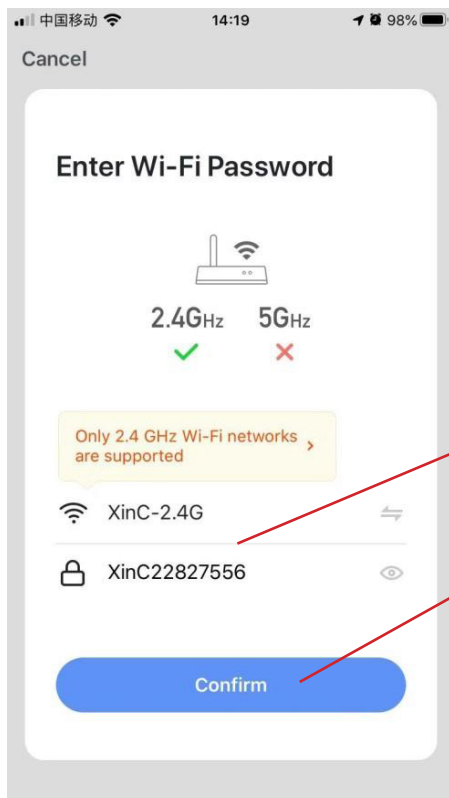 中国移动 14:19 98%
Cancel
Enter Wi-Fi Password
2.4GHz 5GHz
Only 2.4 GHz Wi-Fi networks
are supported
XinC-2.4G
XinC22827556
Confirm